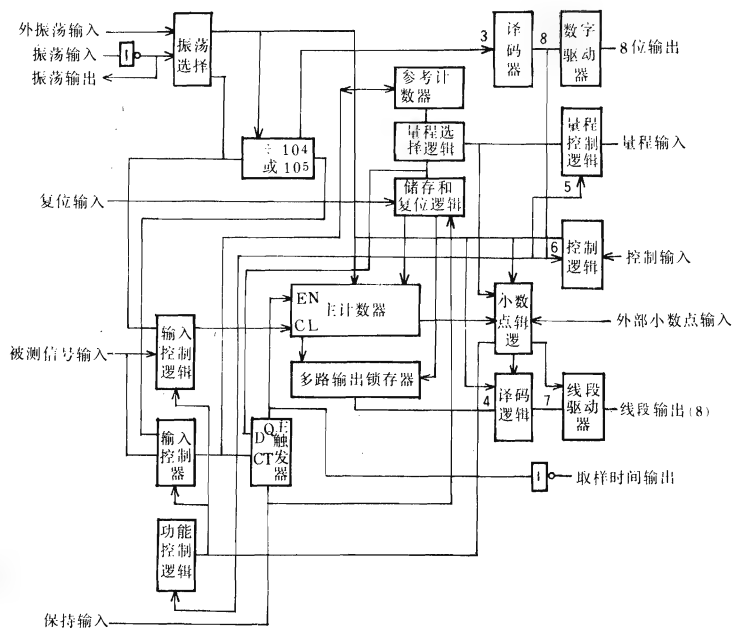 外振荡输入
振荡输入
振荡输出
振荡
选择
3
译
码
器
8
数字
驱动
器
8位输出
参考计
数器
量程选
择逻辑
量程
控制
逻辑
量程输入
5
÷ 104
或105
复位输入
储存和
复位逻辑
6
控制
逻辑
控制输入
EN
主计数器
CL
小数
点辑
逻
外部小数点输入
被测信号输入
输入
控制
逻辑
多路输出锁存器
4
译码
逻辑
7
线段
驱动
器
线段输出(8)
输入
控制
器
DQ主
触
CT发
器
取样时间输出
功能
控制
逻辑
保持输入